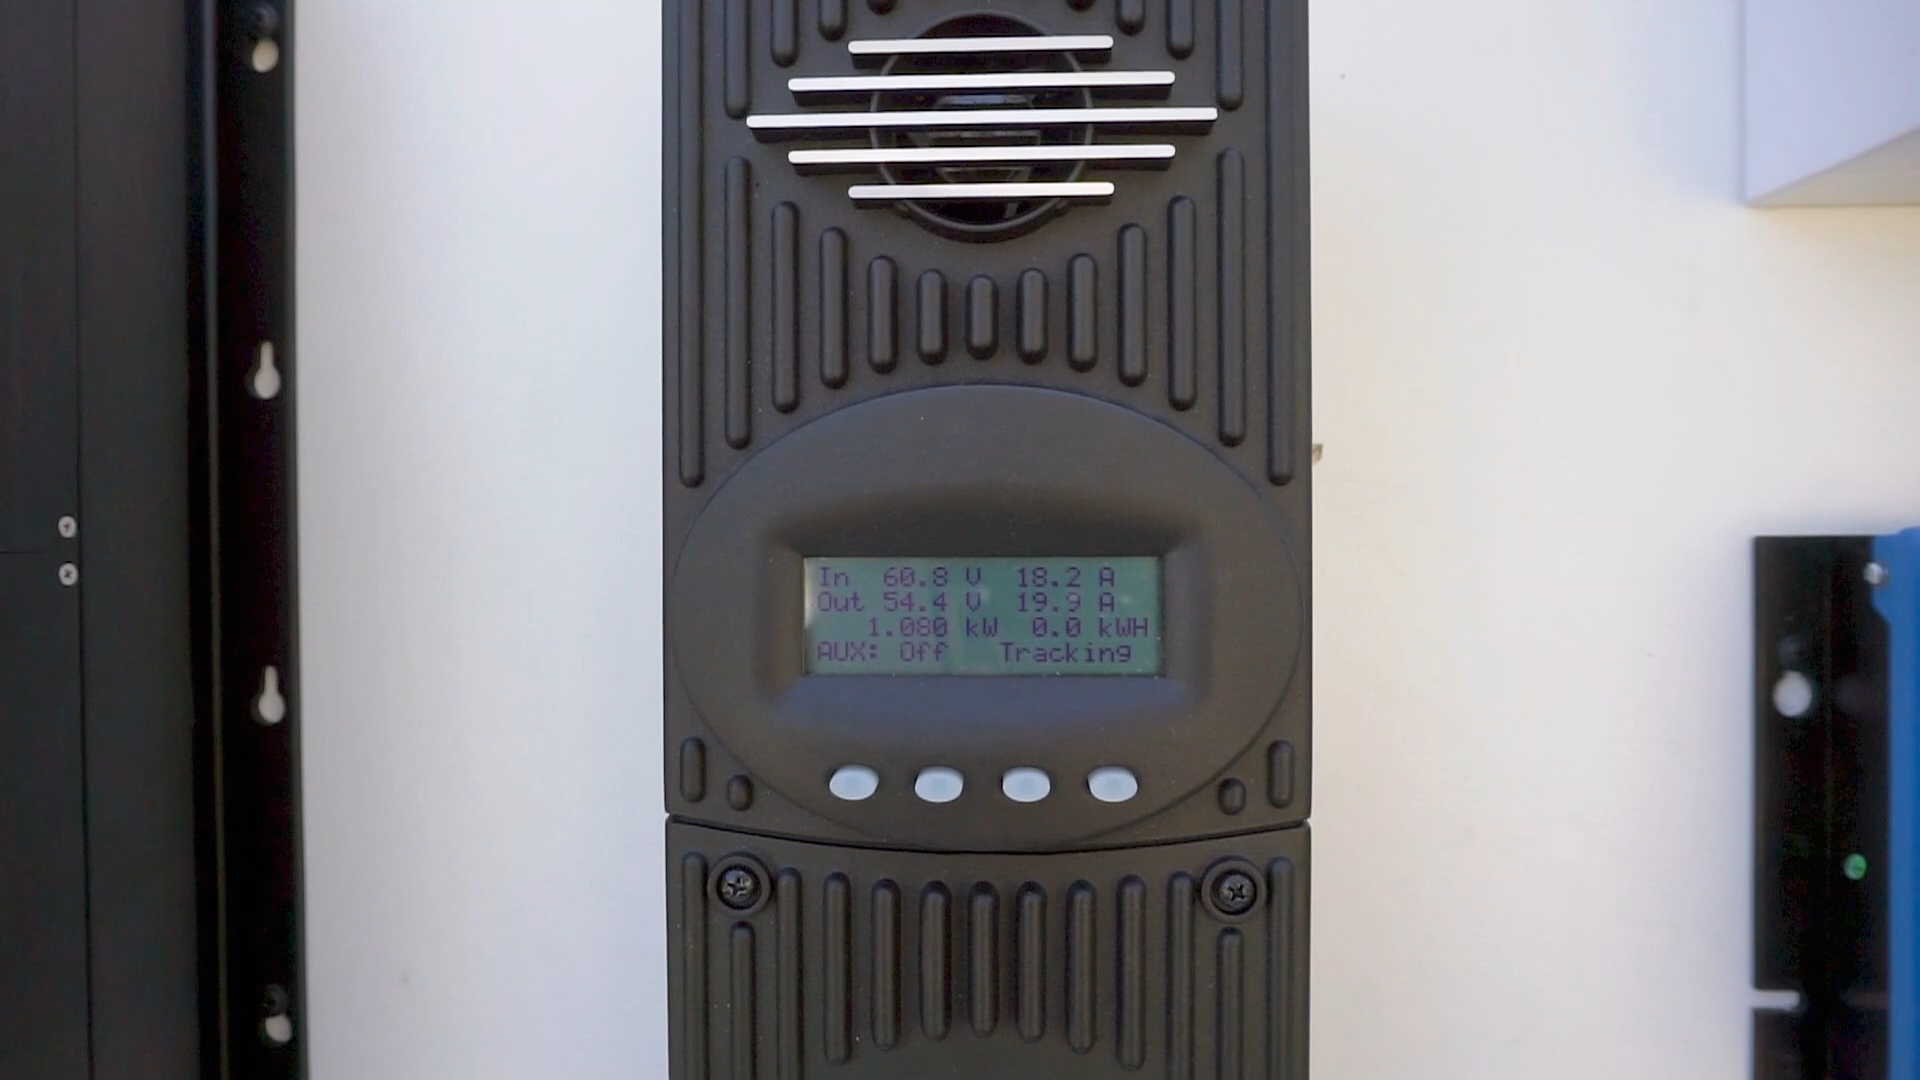 In 60.8 V 18.2 A
Out 54.4 V 19.9 A
1.080 kW 0.0 kWH
AUX: Off Tracking